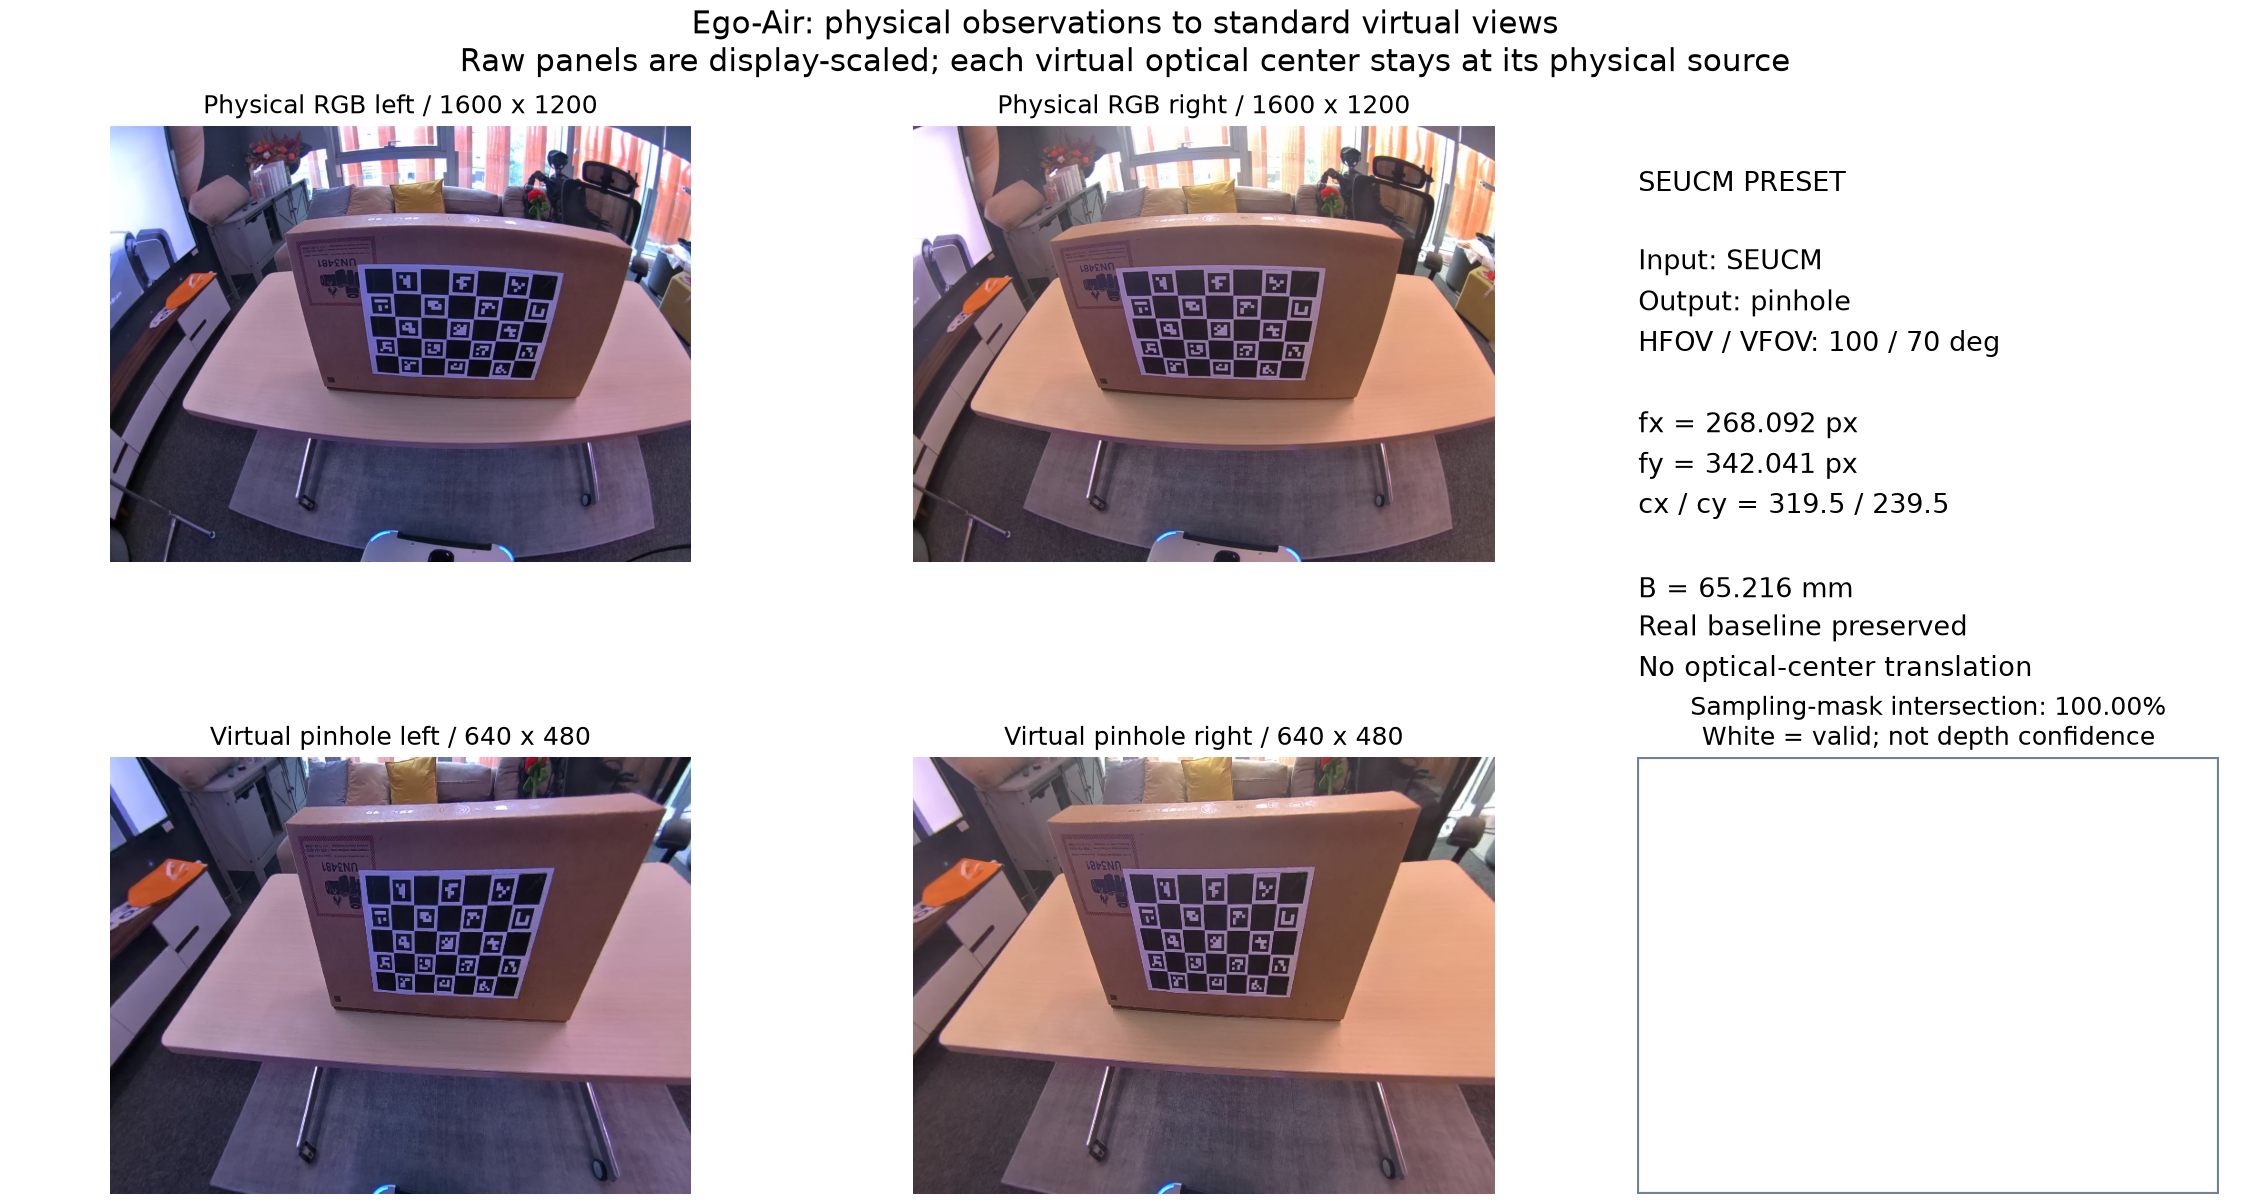 Ego-Air: physical observations to standard virtual views
Raw panels are display-scaled; each virtual optical center stays at its physical source
Physical RGB left / 1600 x 1200
Physical RGB right / 1600 x 1200
UN3481
UN3481
SEUCM PRESET
Input: SEUCM
Output: pinhole
HFOV / VFOV: 100 / 70 deg
fx = 268.092 px
fy = 342.041 px
cx / cy = 319.5 / 239.5
B = 65.216 mm
Real baseline preserved
No optical-center translation
Virtual pinhole left / 640 x 480
Virtual pinhole right / 640 x 480
Sampling-mask intersection: 100.00%
White = valid; not depth confidence
UN3481
UN3481